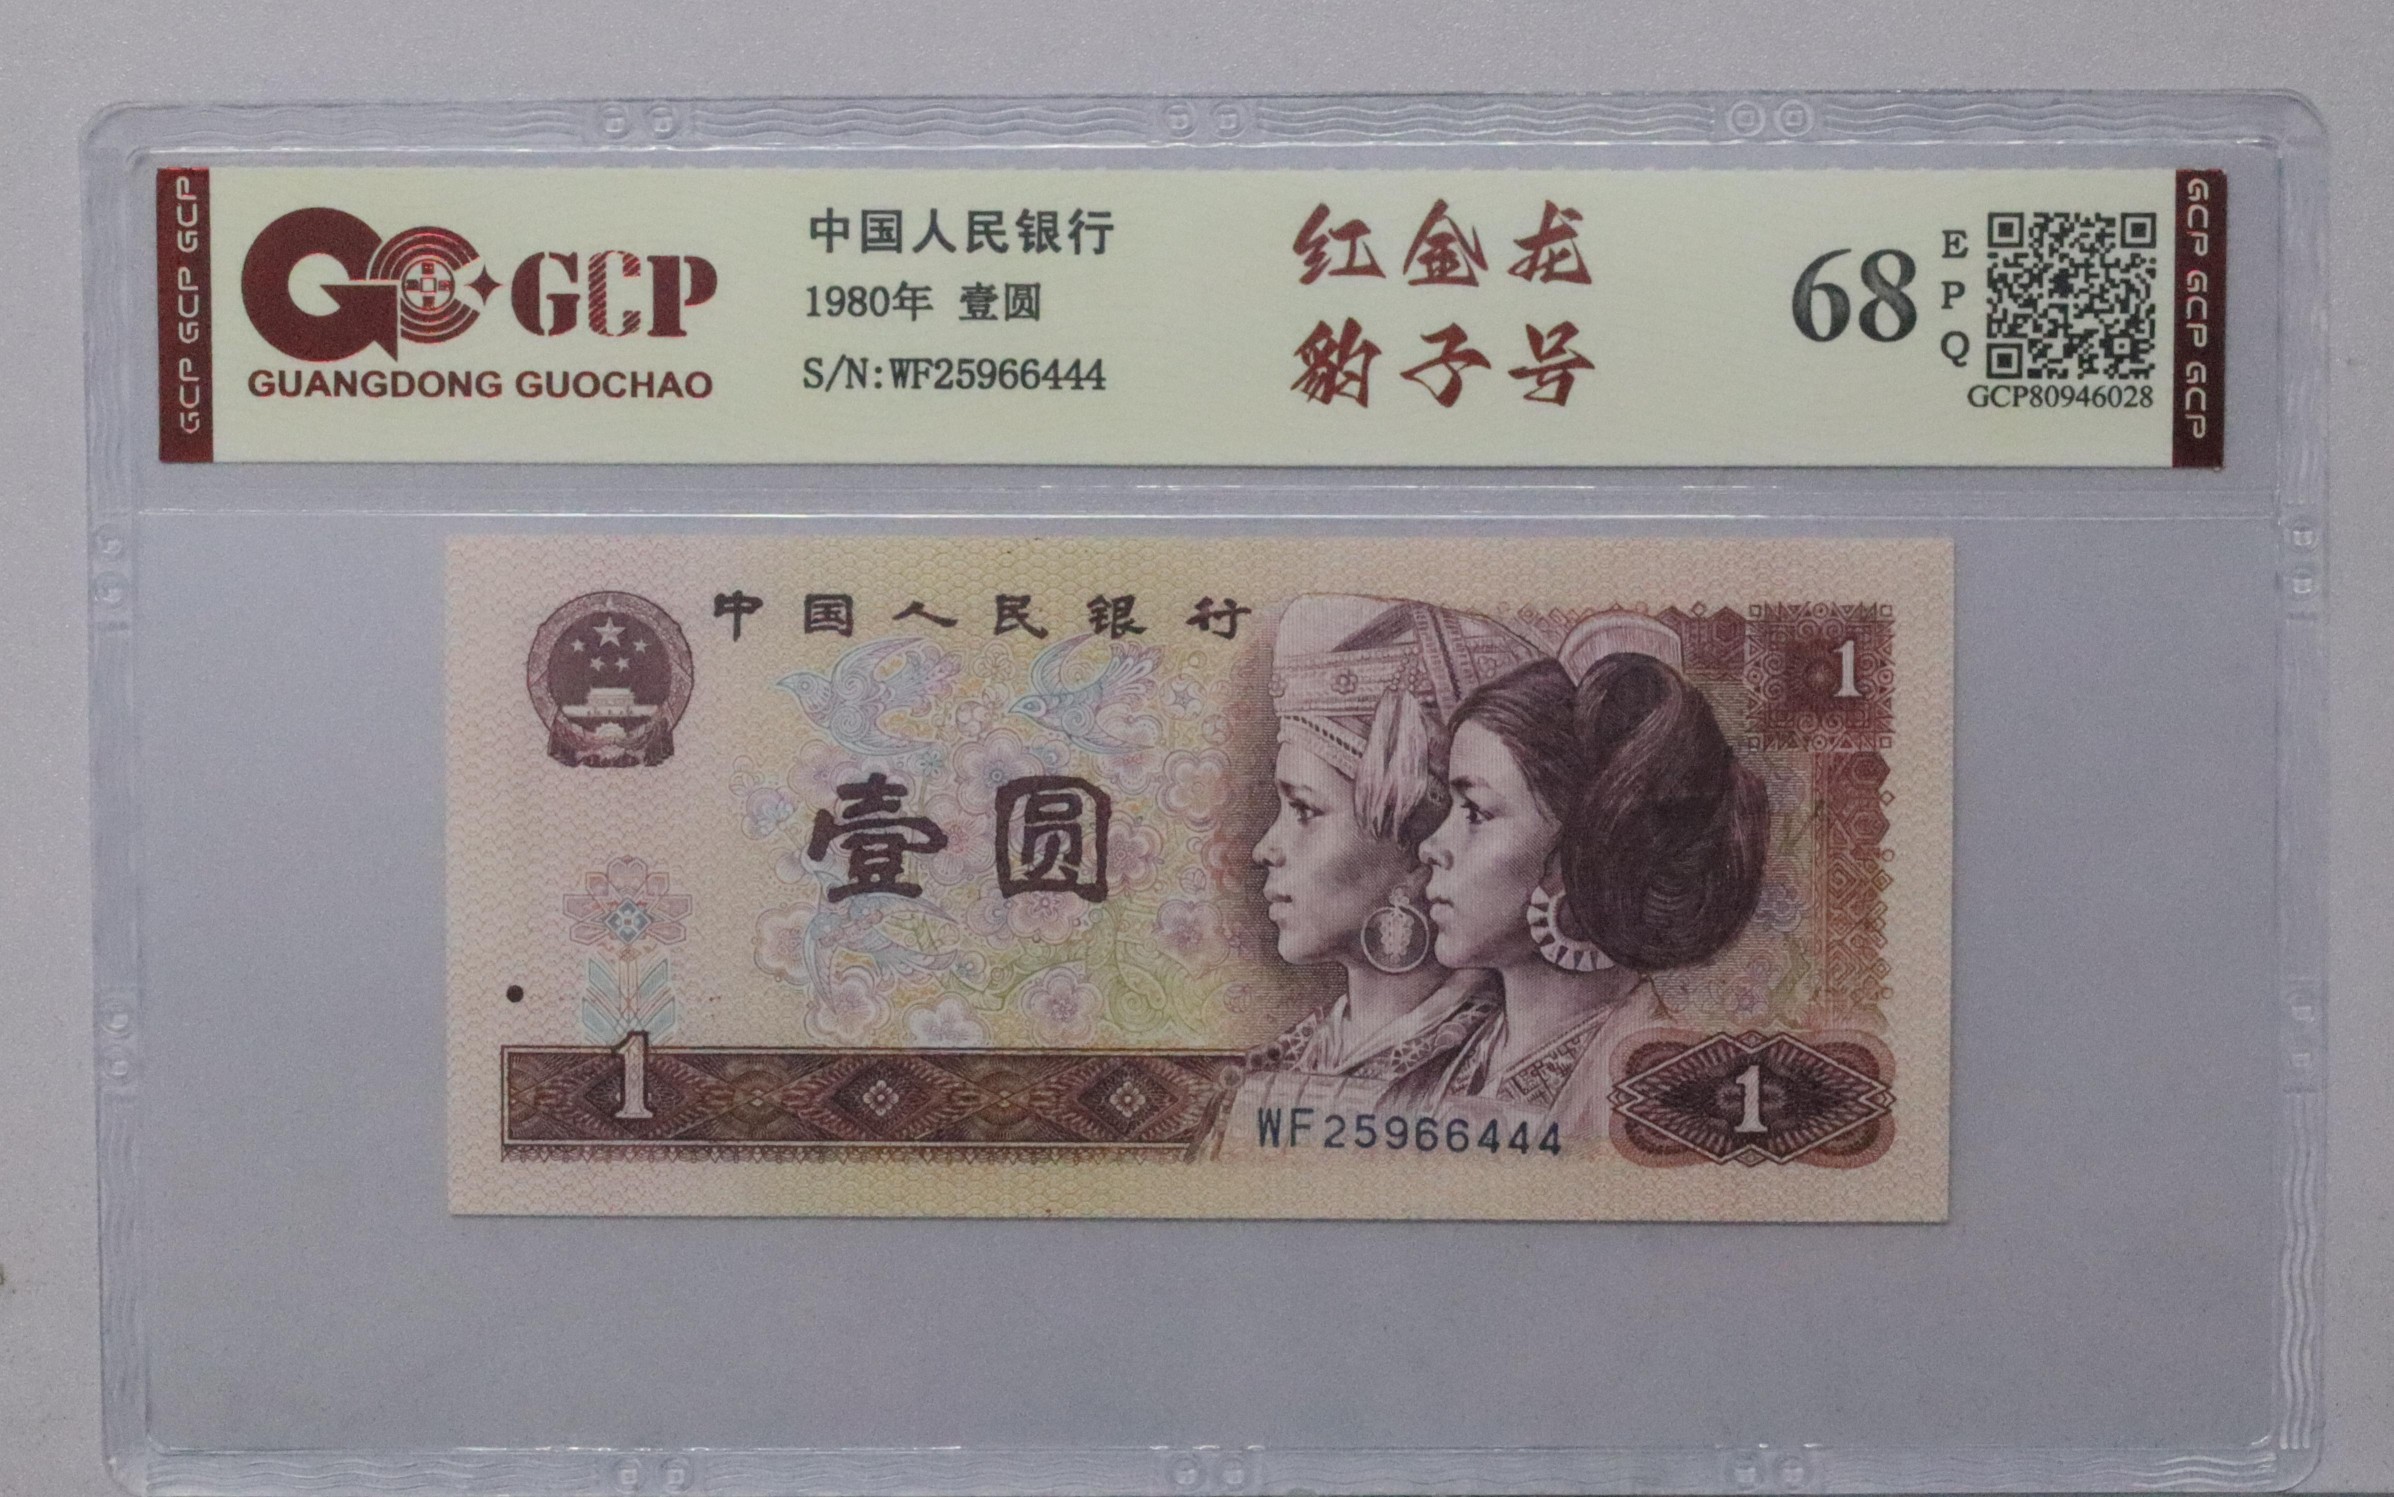 GCP GCP GCP
GCP
GUANGDONG GUOCHAO
中国人民银行
1980年 壹圆
S/N:WF25966444
红金龙
豹子号
68
EPQ
GCP80946028
GCP GCP GCP
中国人民银行
1
壹圆
1
1
WF25966444